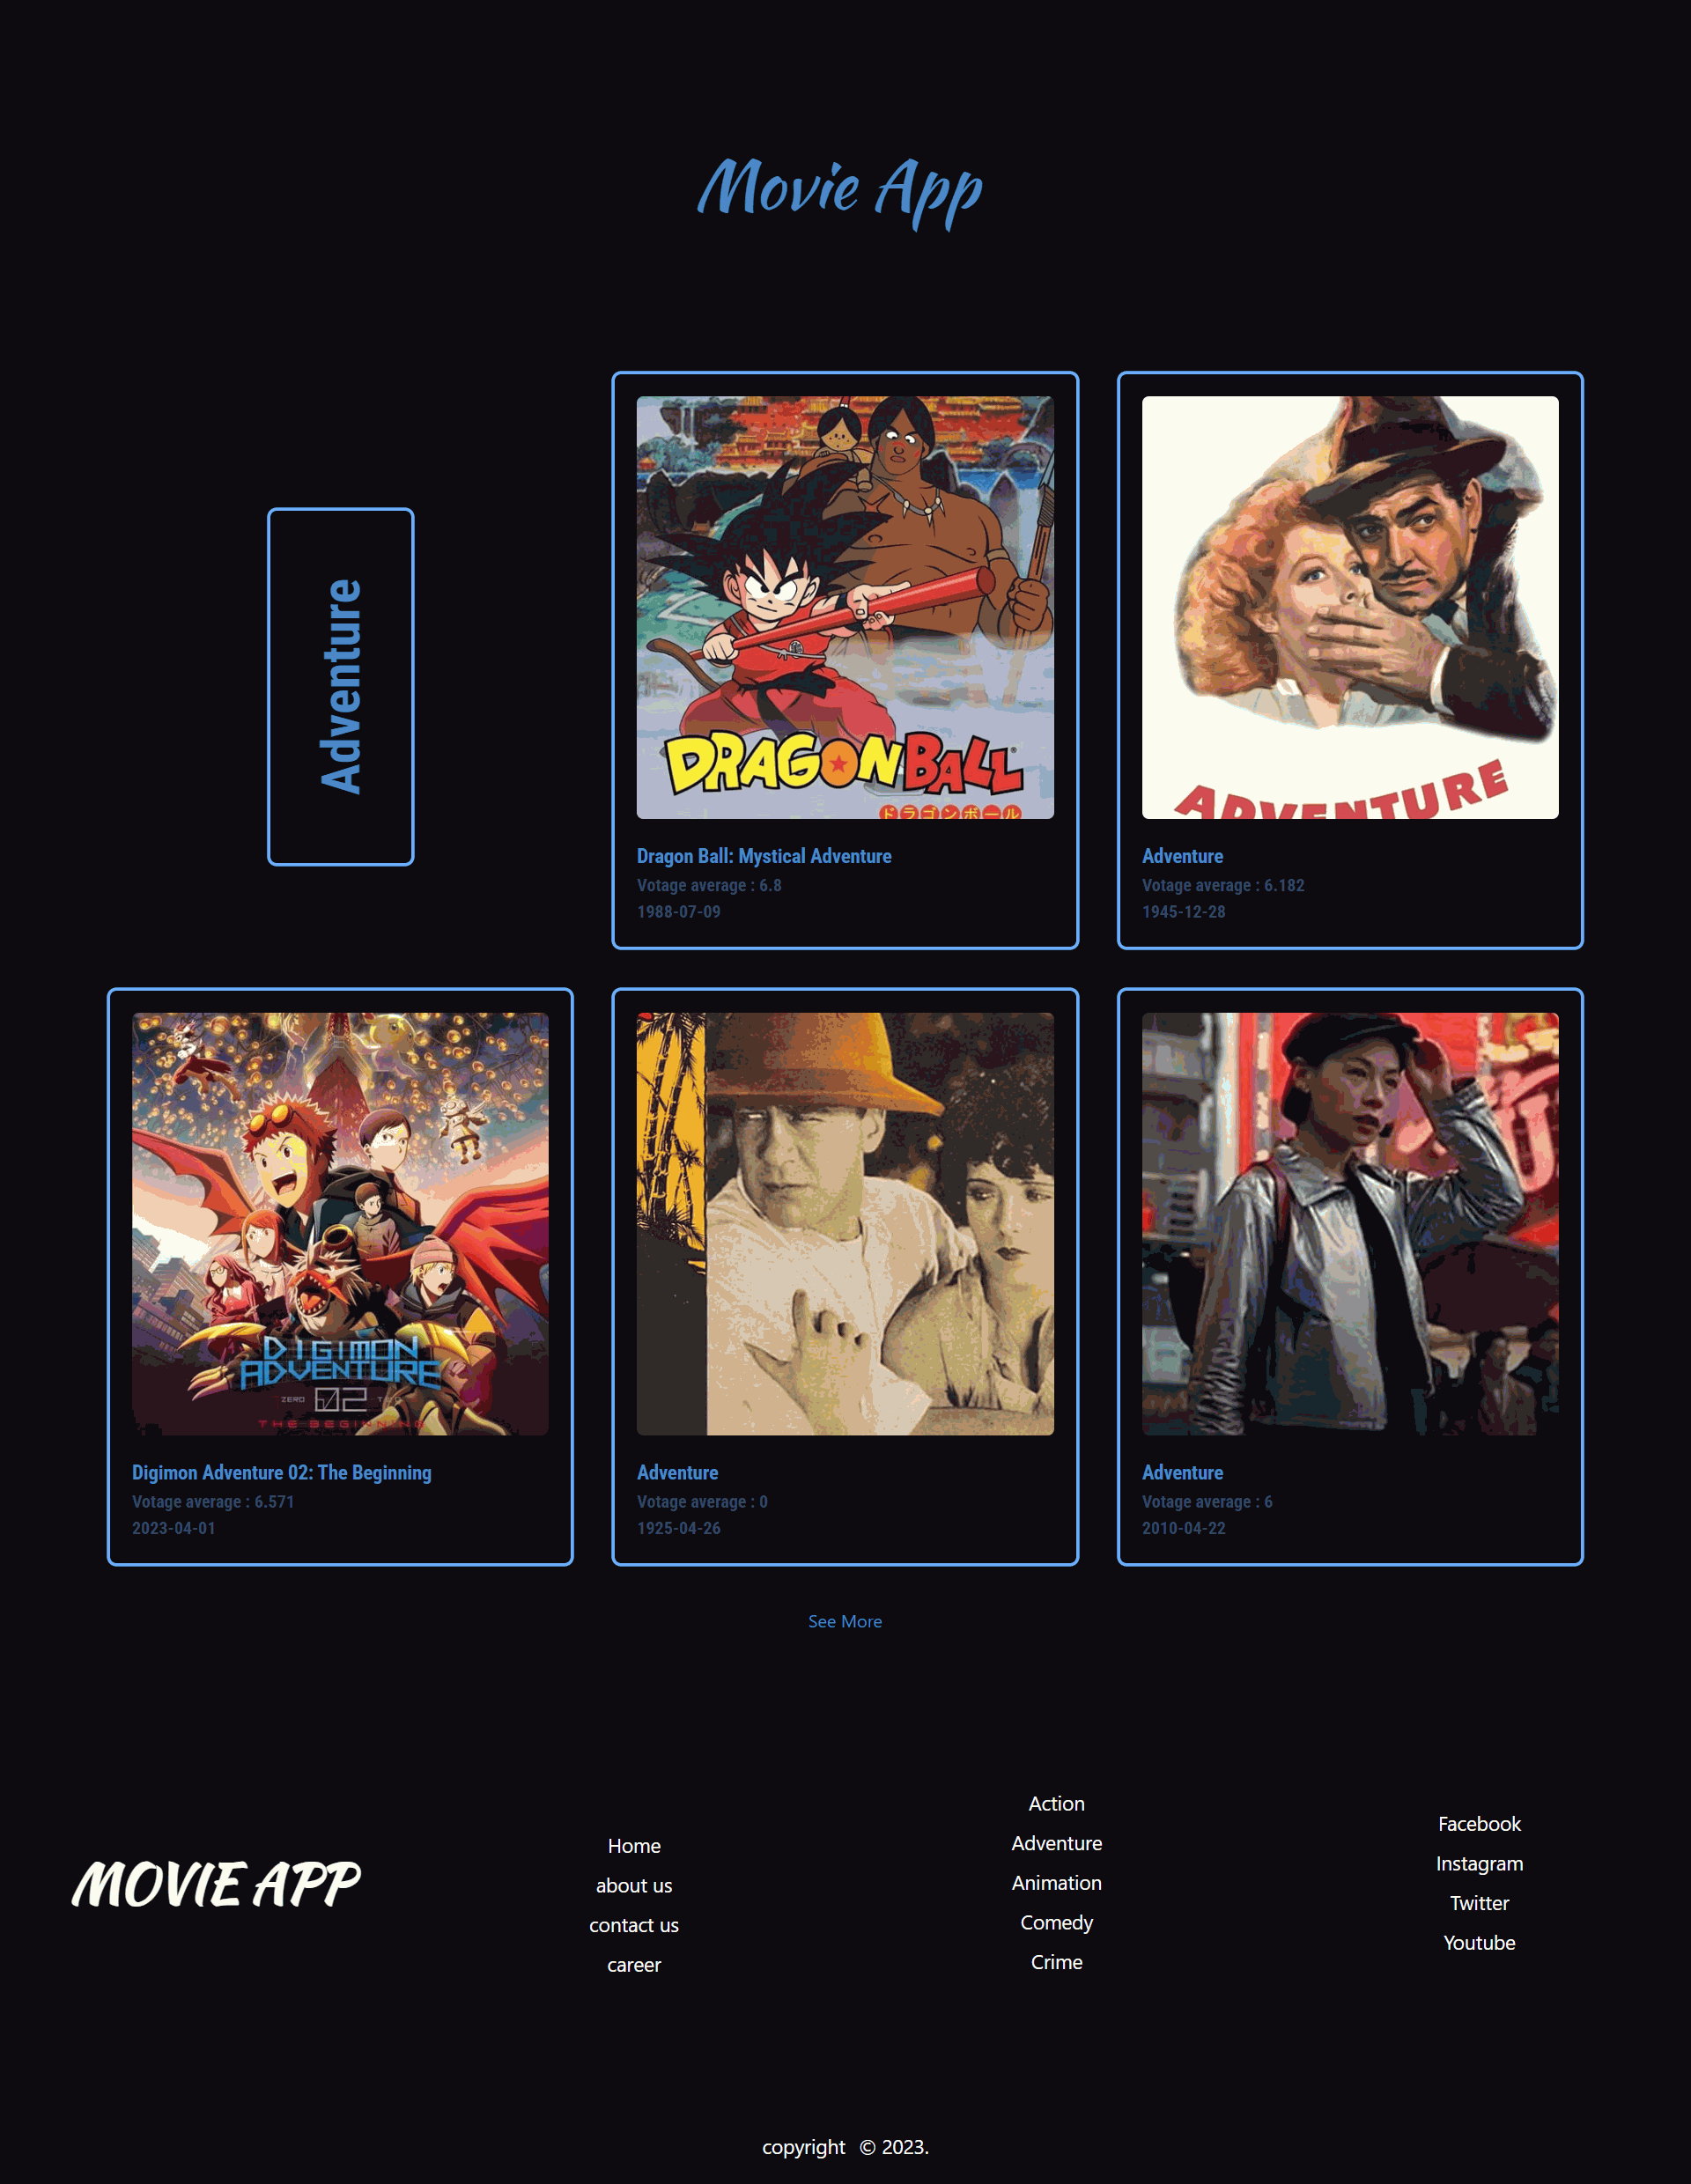 Movie App
Adventure
DRAGONBALL
ドラゴンボール
Dragon Ball: Mystical Adventure
Votage average : 6.8
1988-07-09
ADVENTURE
Adventure
Votage average : 6.182
1945-12-28
DIGIMON
ADVENTURE
ZERO 02 TWO
THE BEGINNING
Digimon Adventure 02: The Beginning
Votage average : 6.571
2023-04-01
Adventure
Votage average : 0
1925-04-26
Adventure
Votage average : 6
2010-04-22
See More
MOVIE APP
Home
about us
contact us
career
Action
Adventure
Animation
Comedy
Crime
Facebook
Instagram
Twitter
Youtube
copyright © 2023.